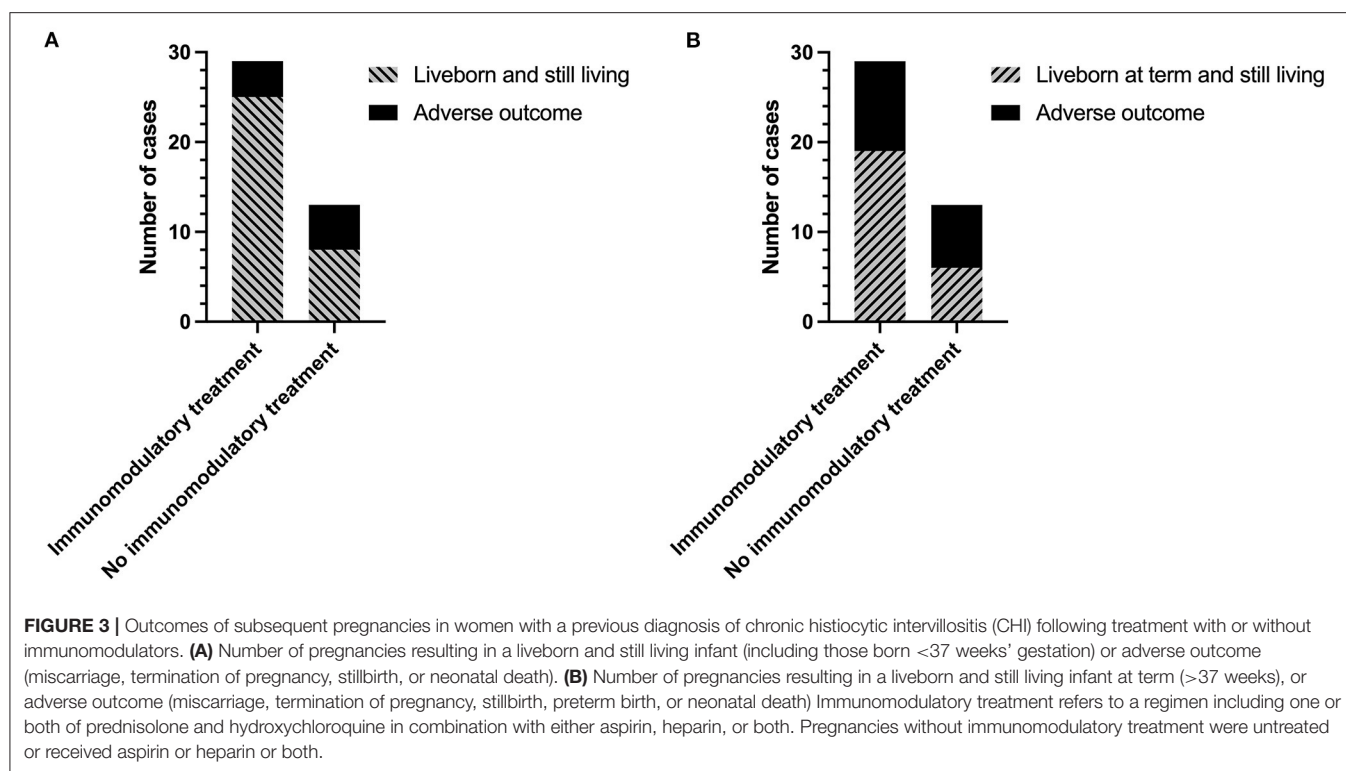 A
30
20
10
0
Number of cases
Liveborn and still living
Adverse outcome
Immunomodulatory treatment
No immunomodulatory treatment
B
30
20
10
0
Number of cases
Liveborn at term and still living
Adverse outcome
Immunomodulatory treatment
No immunomodulatory treatment
FIGURE 3 | Outcomes of subsequent pregnancies in women with a previous diagnosis of chronic histiocytic intervillositis (CHI) following treatment with or without
immunomodulators. (A) Number of pregnancies resulting in a liveborn and still living infant (including those born <37 weeks' gestation) or adverse outcome
(miscarriage, termination of pregnancy, stillbirth, or neonatal death). (B) Number of pregnancies resulting in a liveborn and still living infant at term (>37 weeks), or
adverse outcome (miscarriage, termination of pregnancy, stillbirth, preterm birth, or neonatal death) Immunomodulatory treatment refers to a regimen including one or
both of prednisolone and hydroxychloroquine in combination with either aspirin, heparin, or both. Pregnancies without immunomodulatory treatment were untreated
or received aspirin or heparin or both.